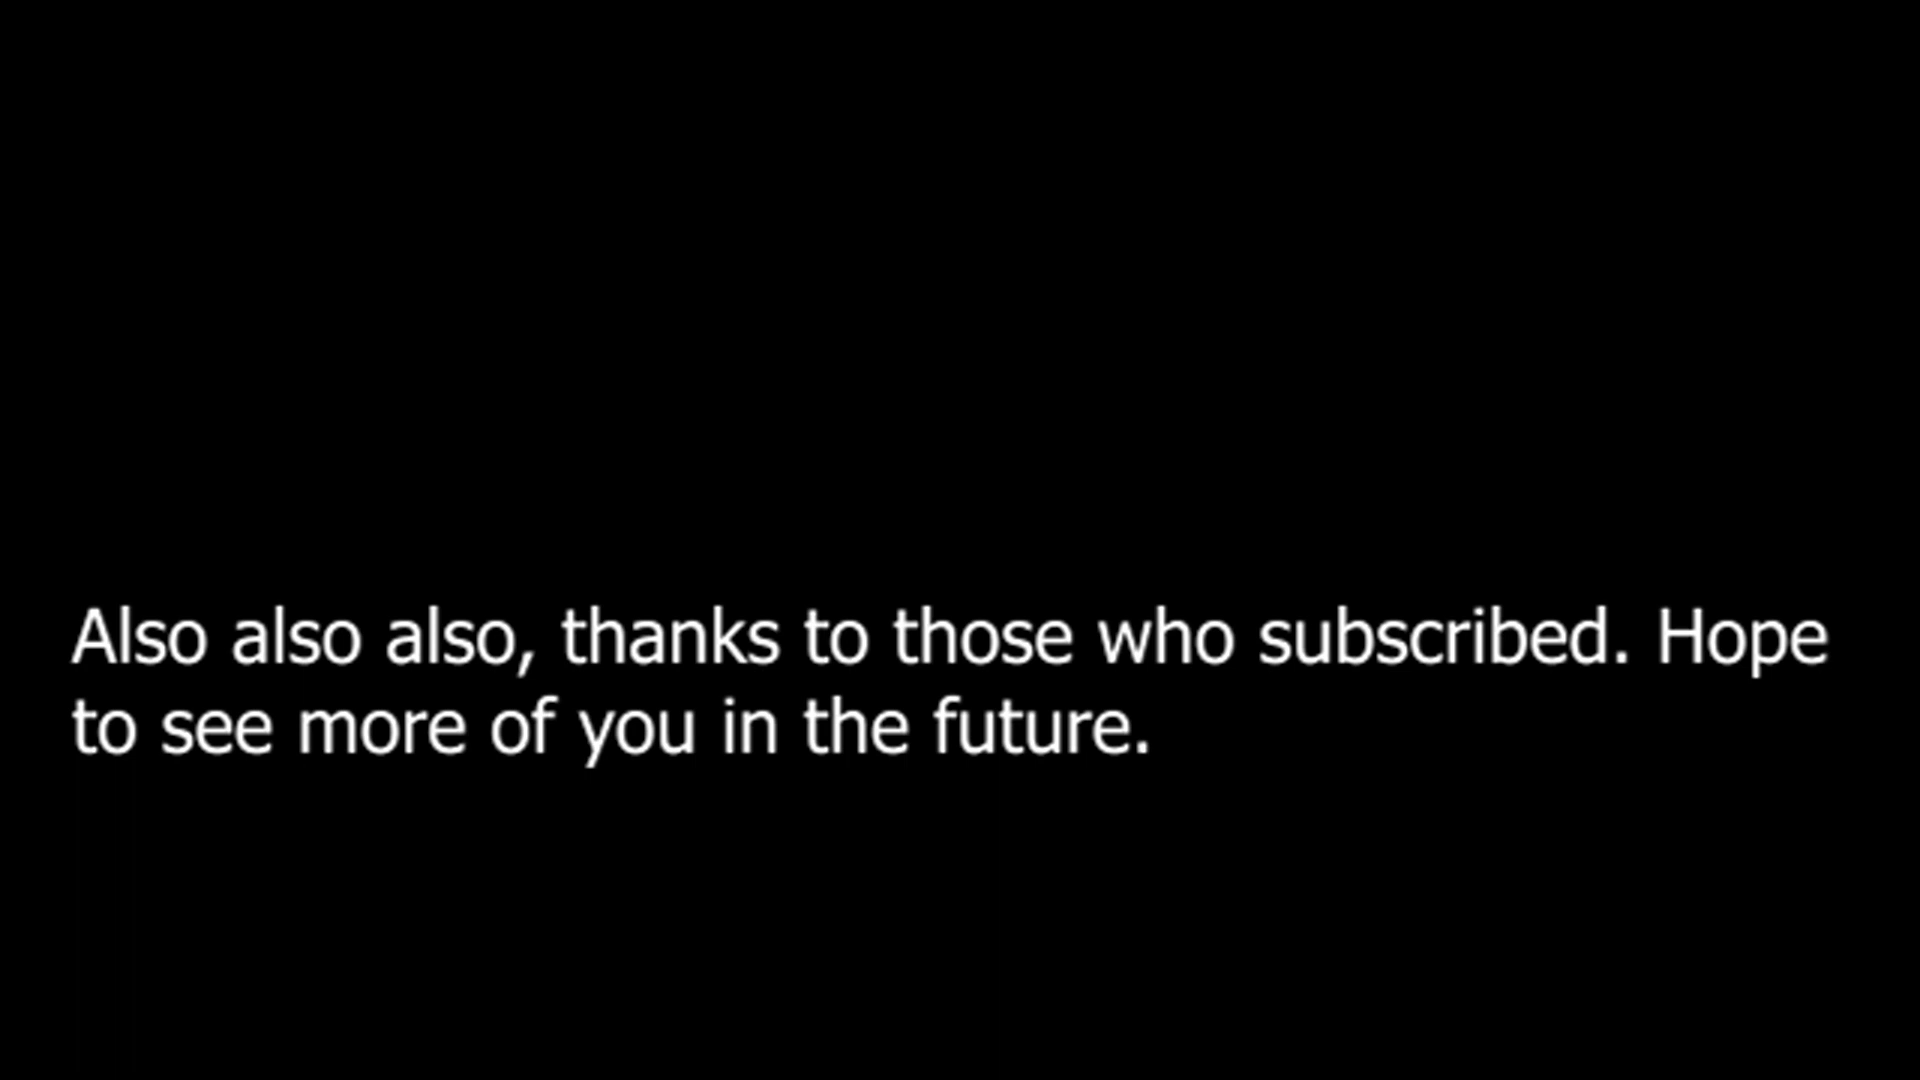 Also also also, thanks to those who subscribed. Hope
to see more of you in the future.